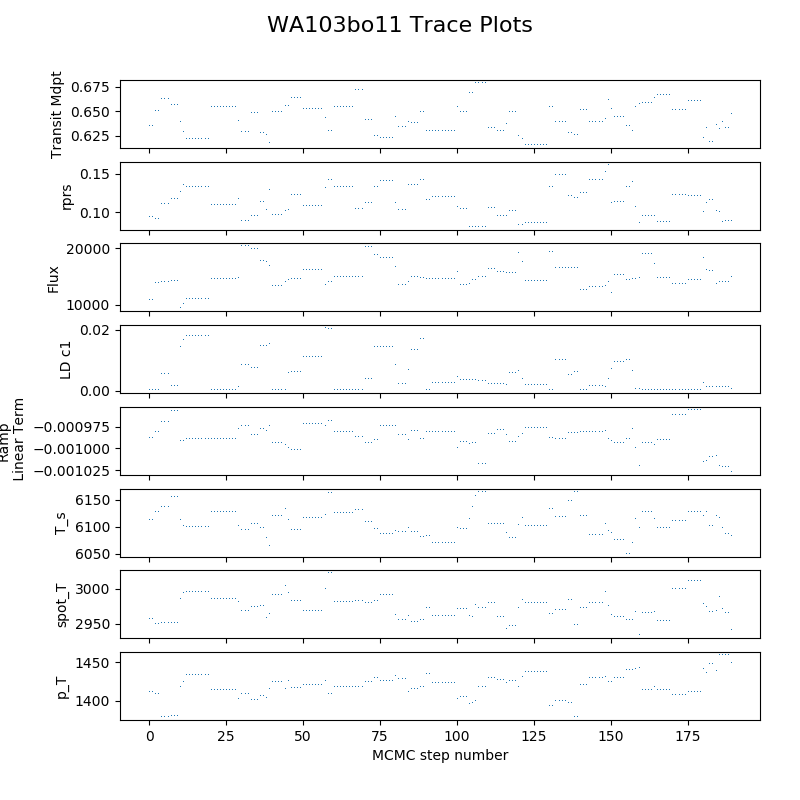 WA103bo11 Trace Plots
0.675
0.650
0.625
Transit Mdpt
0.15
0.10
rprs
20000
10000
Flux
0.02
0.00
LD c1
−0.000975
−0.001000
−0.001025
Ramp
Linear Term
6150
6100
6050
T_s
3000
2950
spot_T
1450
1400
p_T
0 25 50 75 100 125 150 175
MCMC step number